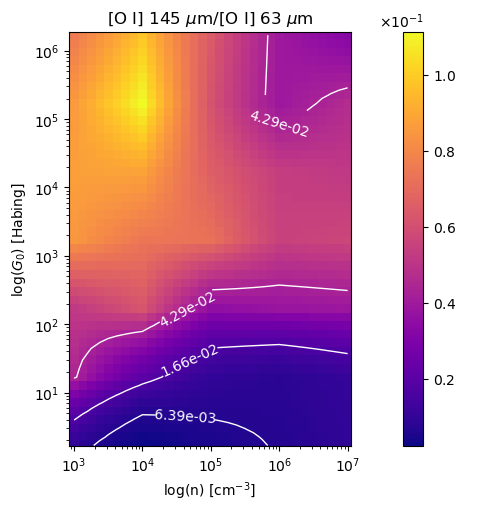 [O I] 145 μm/[O I] 63 μm
×10⁻¹
10⁶
10⁵
10⁴
10³
10²
10¹
log(G₀) [Habing]
4.29e-02
4.29e-02
1.66e-02
6.39e-03
1.0
0.8
0.6
0.4
0.2
10³ 10⁴ 10⁵ 10⁶ 10⁷
log(n) [cm⁻³]